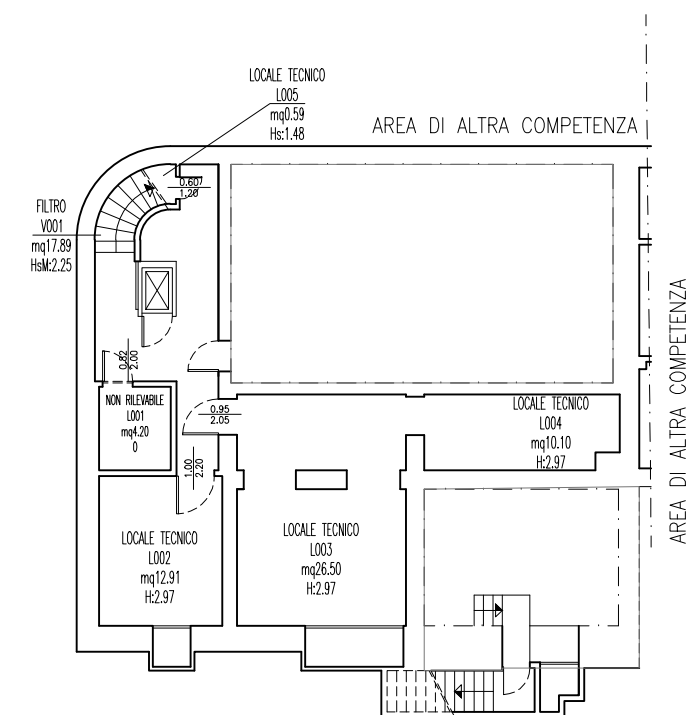 LOCALE TECNICO
L005
mq0.59
Hs:1.48
AREA DI ALTRA COMPETENZA
0.60
1.20
FILTRO
V001
mq17.89
HsM:2.25
AREA DI ALTRA COMPETENZA
0.82
2.00
NON RILEVABILE
L001
mq4.20
0
0.95
2.05
LOCALE TECNICO
L004
mq10.10
H:2.97
1.00
2.20
LOCALE TECNICO
L002
mq12.91
H:2.97
LOCALE TECNICO
L003
mq26.50
H:2.97